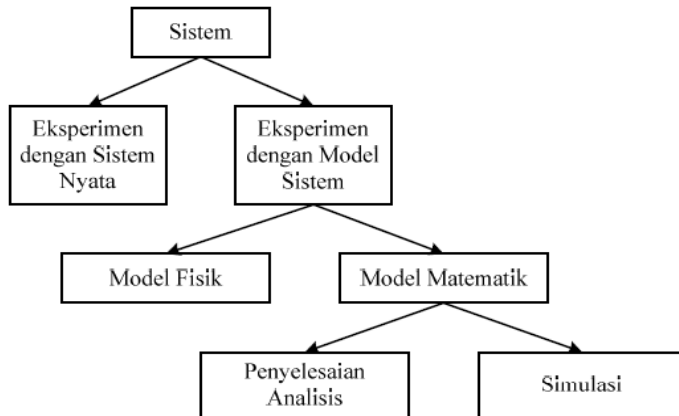 Sistem
Eksperimen
dengan Sistem
Nyata
Eksperimen
dengan Model
Sistem
Model Fisik
Model Matematik
Penyelesaian
Analisis
Simulasi